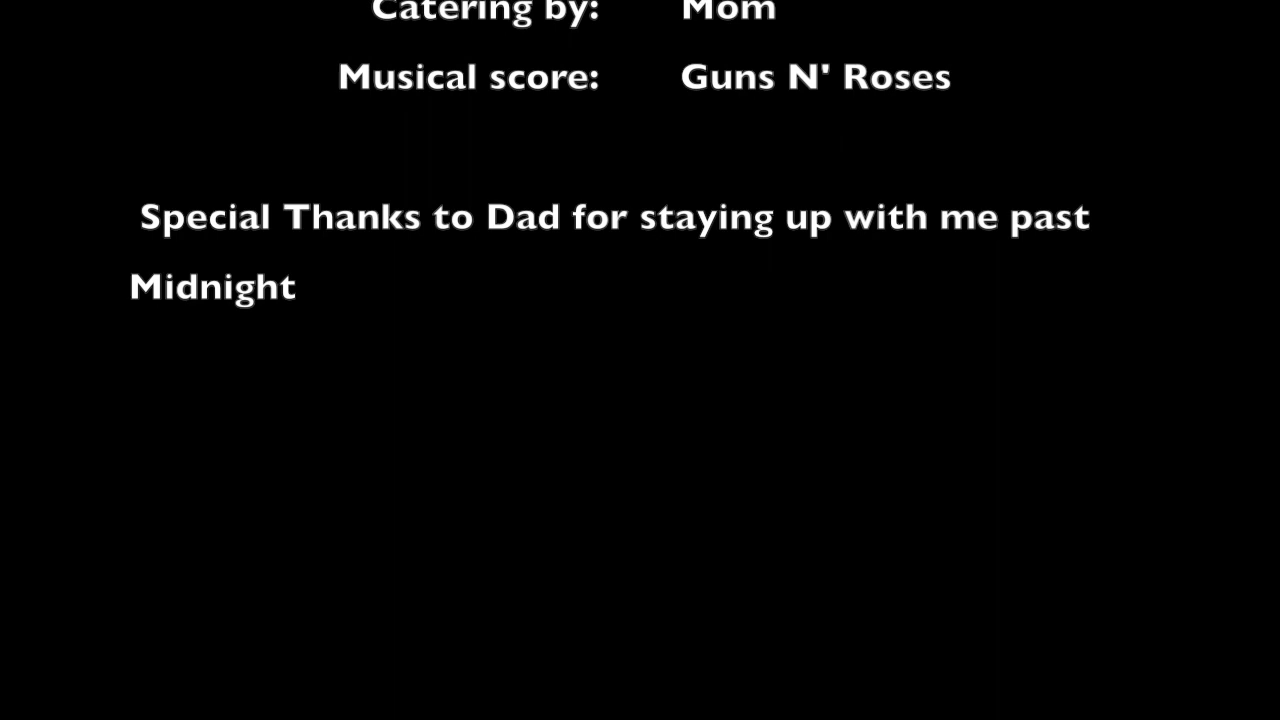 Catering by: Mom
Musical score: Guns N' Roses
Special Thanks to Dad for staying up with me past
Midnight